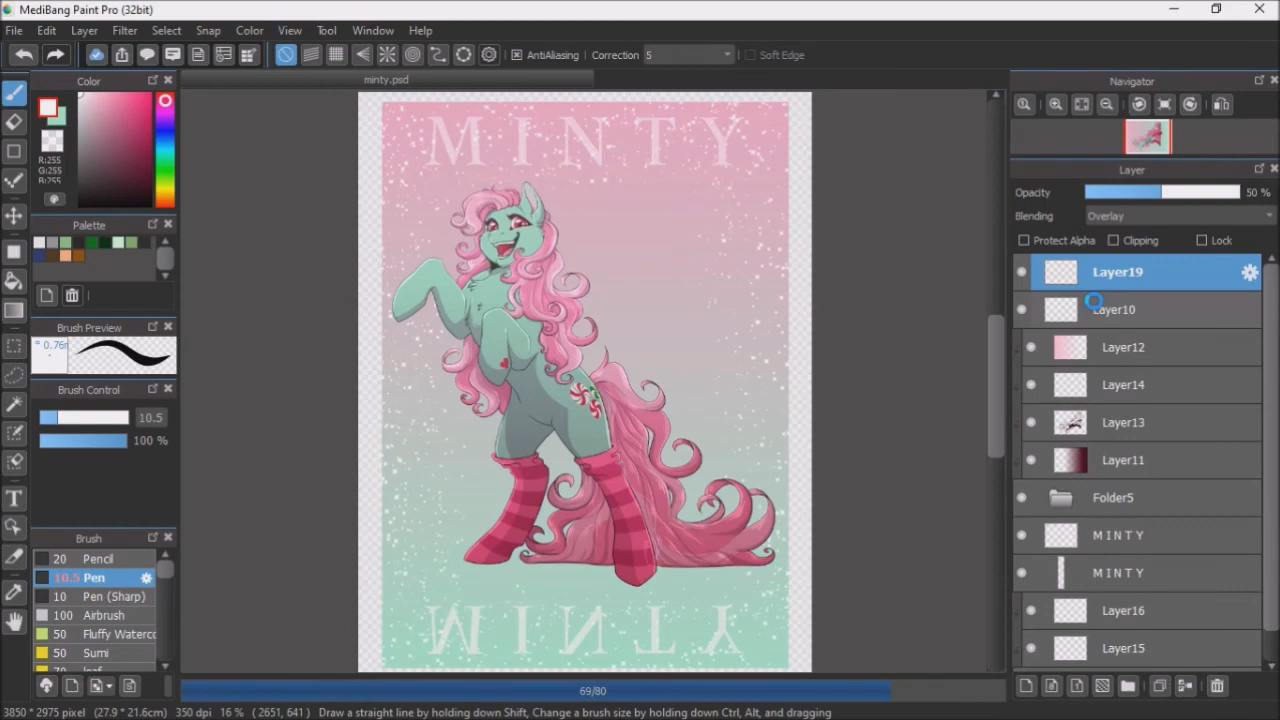 MediBang Paint Pro (32bit)
File Edit Layer Filter Select Snap Color View Tool Window Help
AntiAliasing Correction 5 Soft Edge
Color
minty.psd
Navigator
R:255
G:255
B:255
Layer
Opacity 50 %
Blending Overlay
Protect Alpha Clipping Lock
Palette
MINTY
Layer19
Layer10
Brush Preview
Layer12
Layer14
Brush Control
10.5
100 %
Layer13
Layer11
Folder5
M I N T Y
M I N T Y
Brush
20 Pencil
10.5 Pen
10 Pen (Sharp)
100 Airbrush
50 Fluffy Waterco
50 Sumi
MINTY
Layer16
Layer15
69/80
3850 * 2975 pixel (27.9 * 21.6cm) 350 dpi 16 % ( 2651, 641 ) Draw a straight line by holding down Shift, Change a brush size by holding down Ctrl, Alt, and dragging